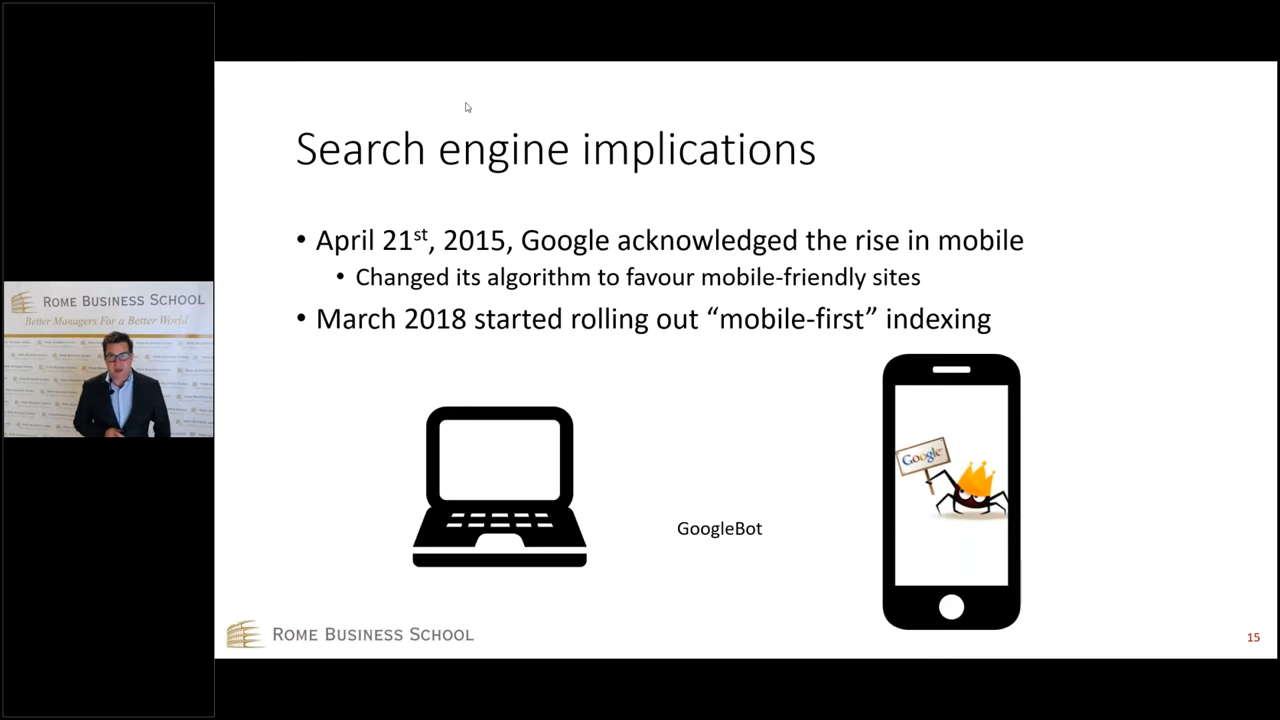 Search engine implications
• April 21st, 2015, Google acknowledged the rise in mobile
• Changed its algorithm to favour mobile-friendly sites
• March 2018 started rolling out “mobile-first” indexing
Google
GoogleBot
ROME BUSINESS SCHOOL
15
ROME BUSINESS SCHOOL
Better Managers For a Better World